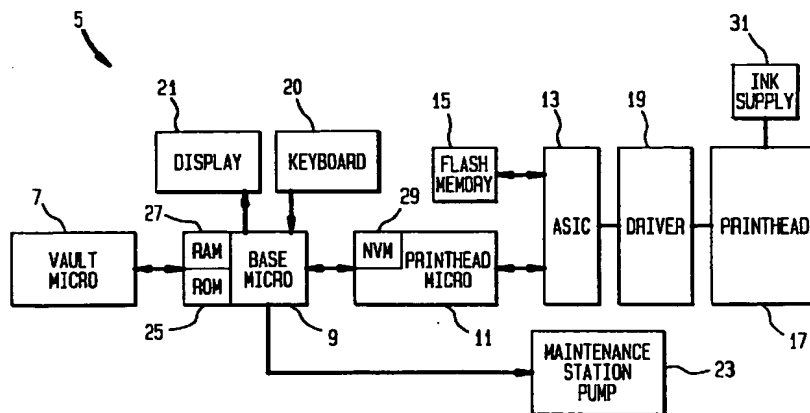 5
31
INK
SUPPLY
21
20
15
13
19
DISPLAY
KEYBOARD
FLASH
MEMORY
7
27
29
VAULT
MICRO
RAM
ROM
BASE
MICRO
NVM
PRINTHEAD
MICRO
ASIC
DRIVER
PRINTHEAD
25
9
11
17
MAINTENANCE
STATION
PUMP
23